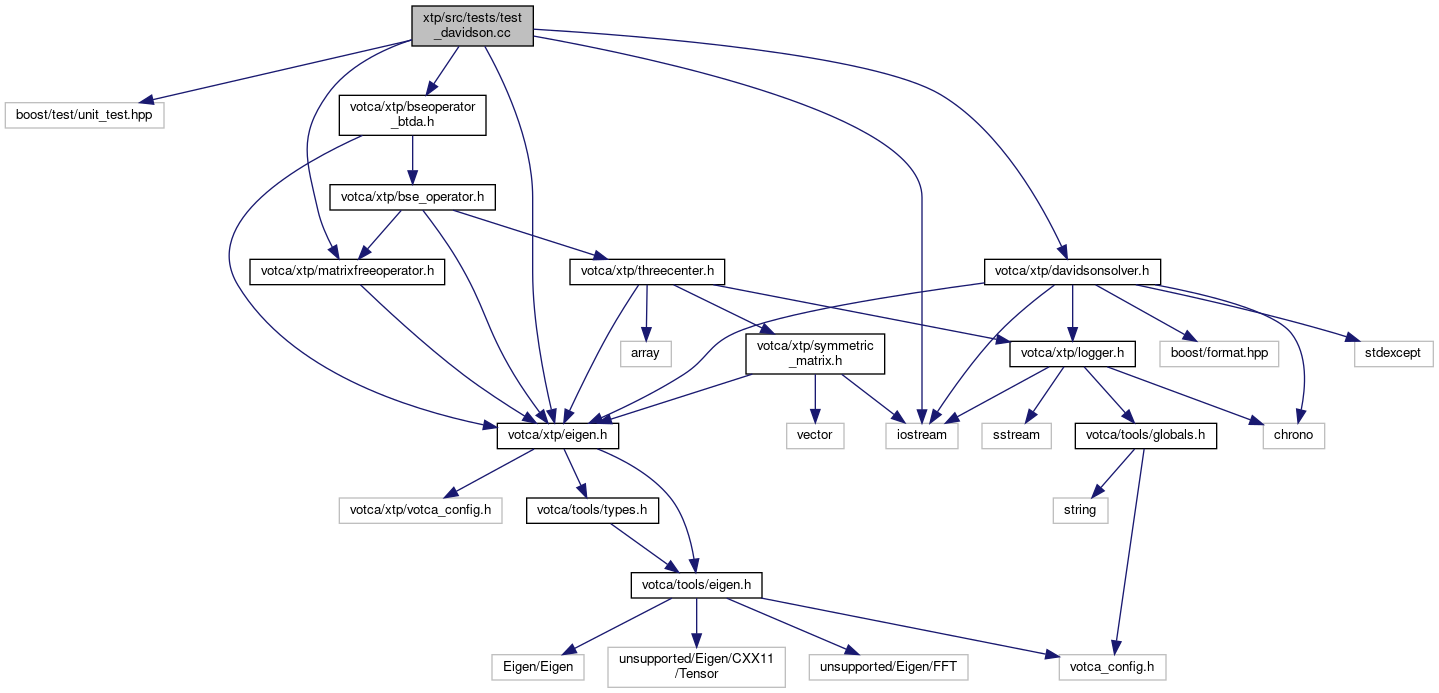 xtp/src/tests/test
_davidson.cc
boost/test/unit_test.hpp
votca/xtp/bseoperator
_btda.h
votca/xtp/bse_operator.h
votca/xtp/matrixfreeoperator.h
votca/xtp/threecenter.h
votca/xtp/davidsonsolver.h
array
votca/xtp/symmetric
_matrix.h
votca/xtp/logger.h
boost/format.hpp
stdexcept
votca/xtp/eigen.h
vector
iostream
sstream
votca/tools/globals.h
chrono
votca/xtp/votca_config.h
votca/tools/types.h
string
votca/tools/eigen.h
Eigen/Eigen
unsupported/Eigen/CXX11
/Tensor
unsupported/Eigen/FFT
votca_config.h